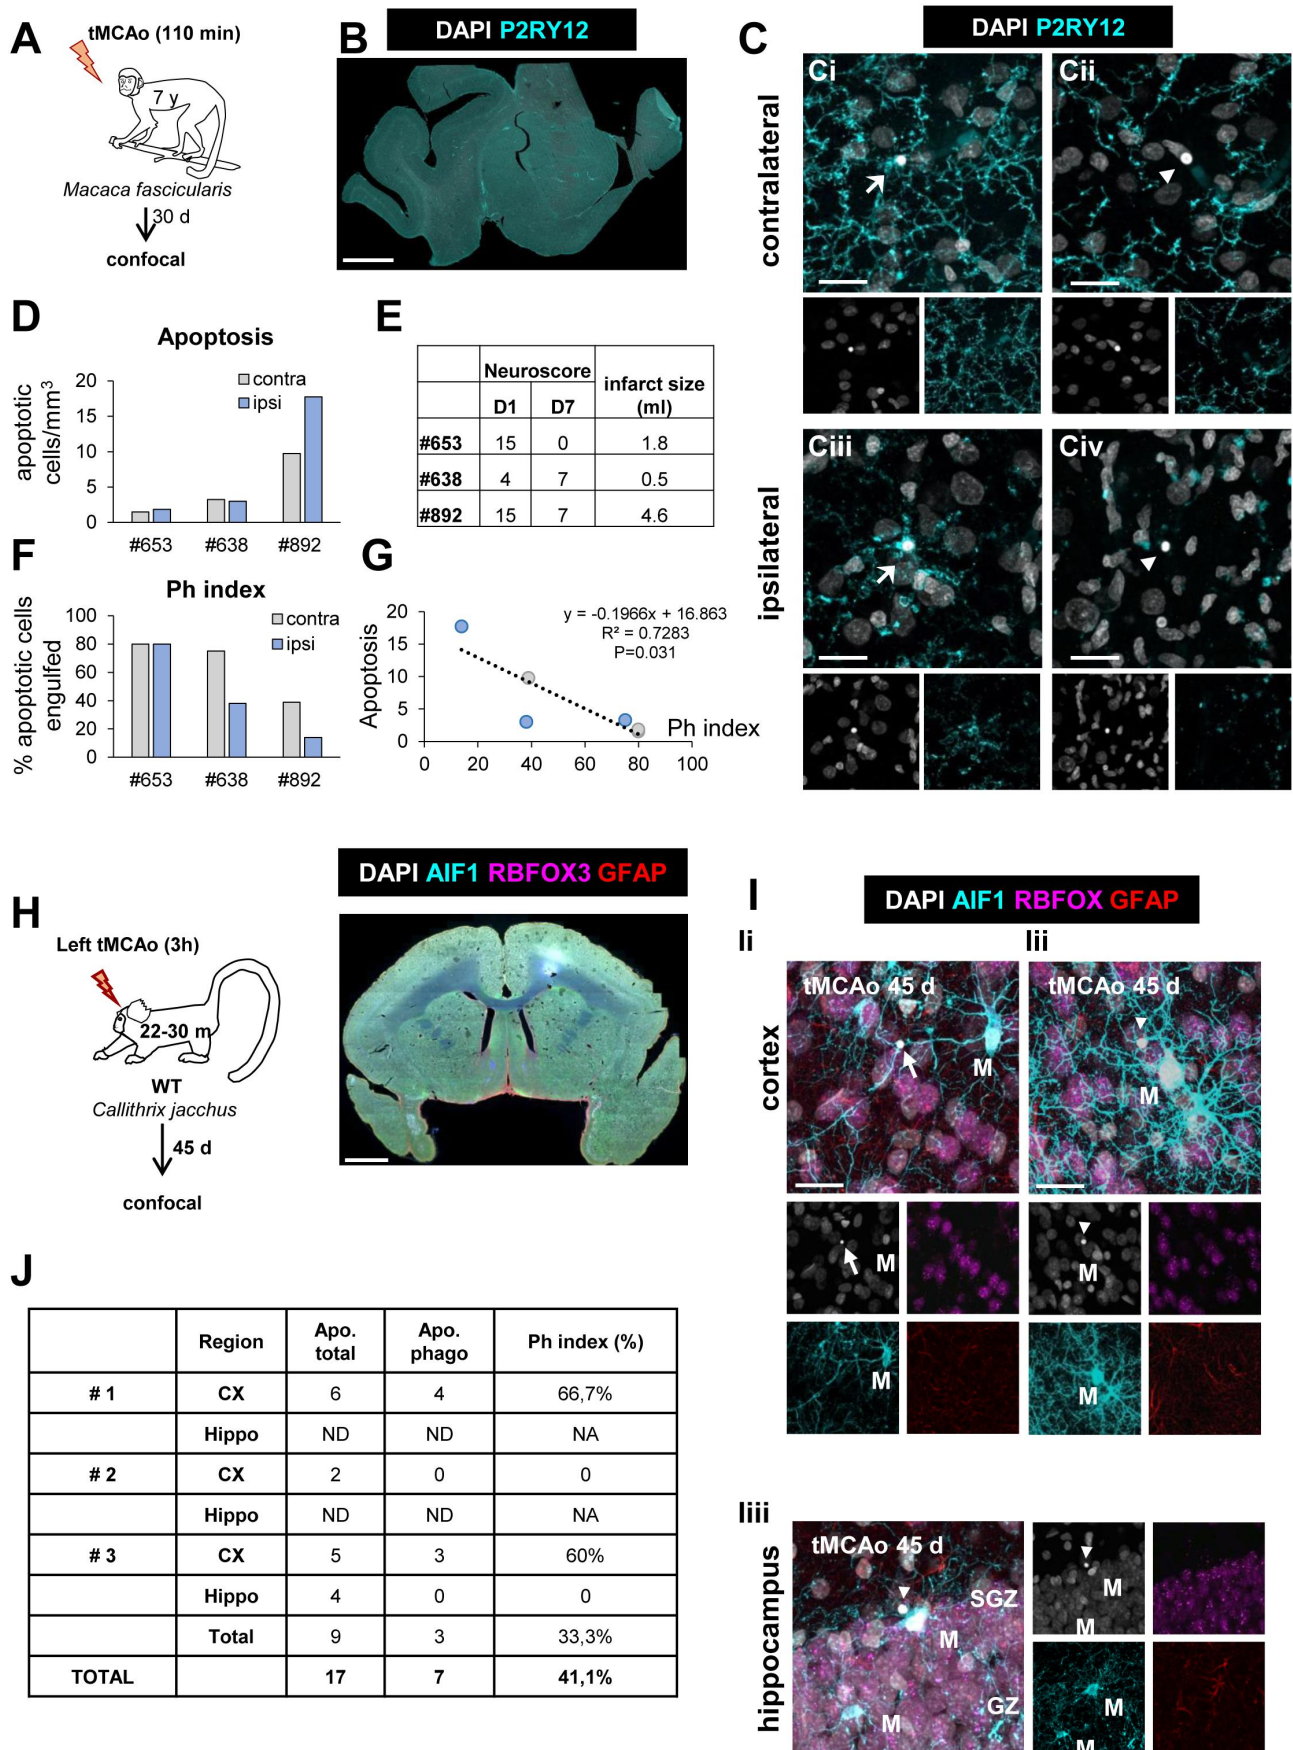 A
tMCAo (110 min)
7 y
Macaca fascicularis
30 d
confocal
B
DAPI P2RY12
C
DAPI P2RY12
contralateral
Ci
Cii
ipsilateral
Ciii
Civ
D
Apoptosis
apoptotic
cells/mm³
20
15
10
5
0
contra
ipsi
#653 #638 #892
E
Neuroscore infarct size
(ml)
D1 D7
#653 15 0 1.8
#638 4 7 0.5
#892 15 7 4.6
F
Ph index
% apoptotic cells
engulfed
100
80
60
40
20
0
contra
ipsi
#653 #638 #892
G
Apoptosis
20
15
10
5
0
y = -0.1966x + 16.863
R² = 0.7283
P=0.031
Ph index
0 20 40 60 80 100
H
Left tMCAo (3h)
22-30 m
WT
Callithrix jacchus
45 d
confocal
DAPI AIF1 RBFOX3 GFAP
I
DAPI AIF1 RBFOX GFAP
Ii
Iii
cortex
tMCAo 45 d
M
tMCAo 45 d
M
M
M
M
M
Iiii
hippocampus
tMCAo 45 d
SGZ
M
GZ
M
M
M
M
M
J
Region Apo. total Apo. phago Ph index (%)
# 1 CX 6 4 66,7%
Hippo ND ND NA
# 2 CX 2 0 0
Hippo ND ND NA
# 3 CX 5 3 60%
Hippo 4 0 0
Total 9 3 33,3%
TOTAL 17 7 41,1%